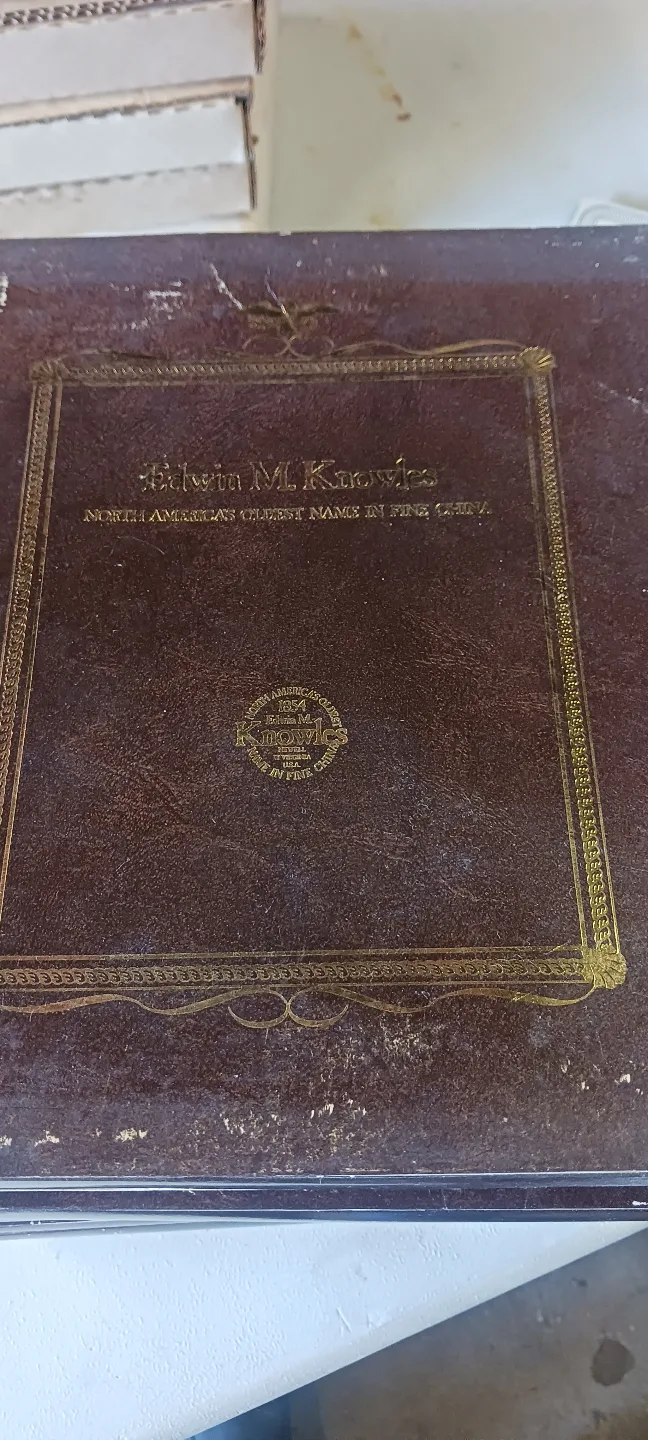 Edwin M. Knowles
NORTH AMERICA'S OLDEST NAME IN FINE CHINA
NORTH AMERICA'S OLDEST
1854
Edwin M.
Knowles
NEWELL
W VIRGINIA
U.S.A.
NAME IN FINE CHINA